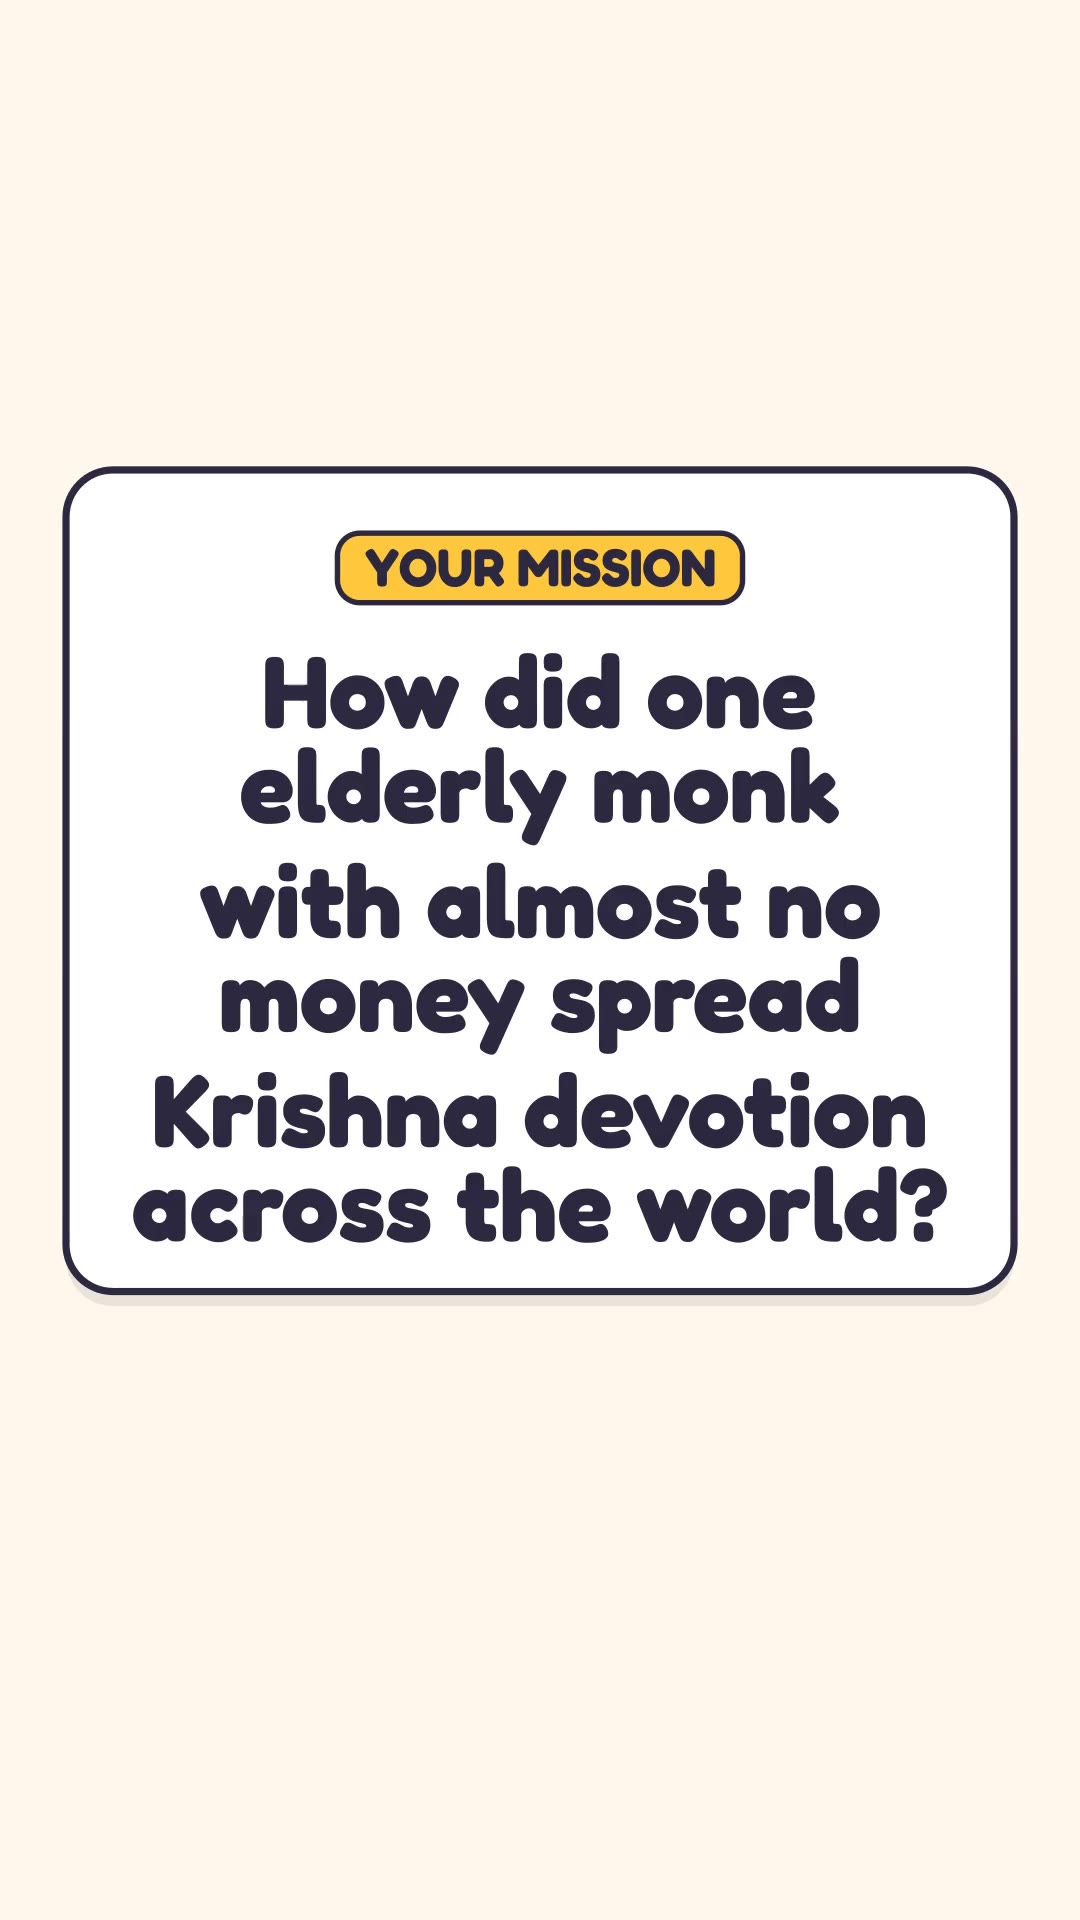 YOUR MISSION
How did one
elderly monk
with almost no
money spread
Krishna devotion
across the world?